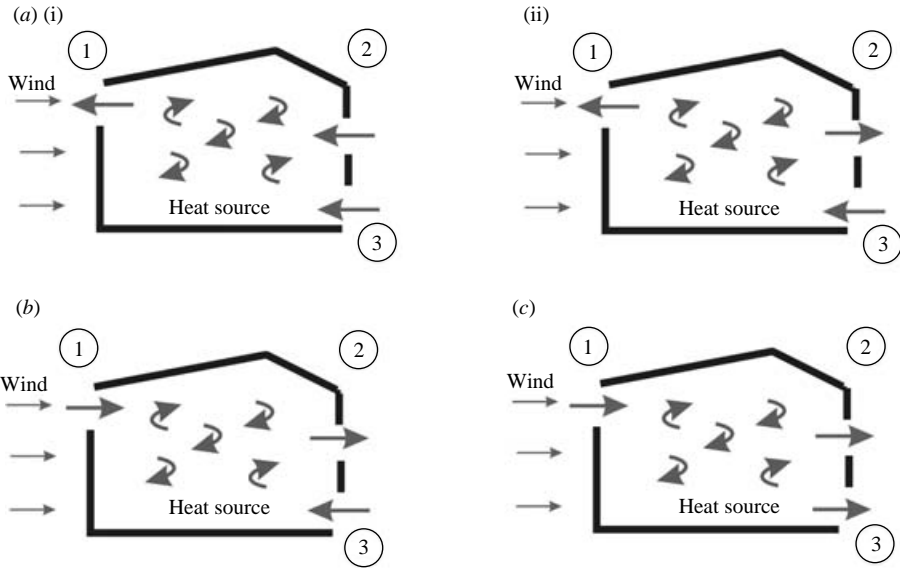 (a) (i)
(ii)
1
2
1
2
Wind
Wind
Heat source
Heat source
3
3
(b)
(c)
1
2
1
2
Wind
Wind
Heat source
Heat source
3
3